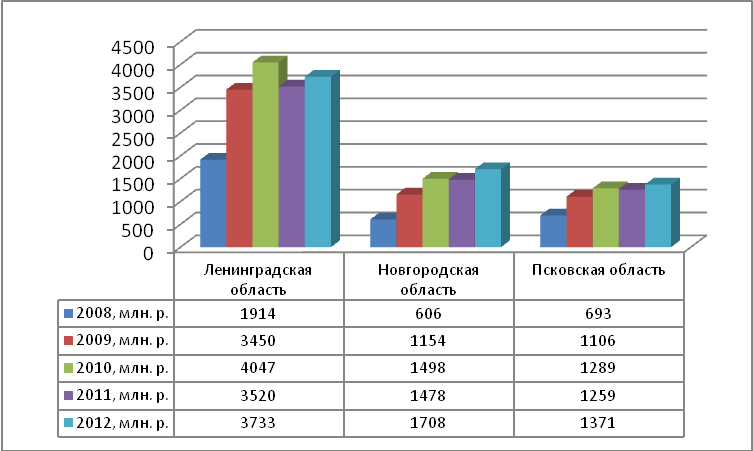 4500
4000
3500
3000
2500
2000
1500
1000
500
0
Ленинградская область
Новгородская область
Псковская область
2008, млн. р. 1914 606 693
2009, млн. р. 3450 1154 1106
2010, млн. р. 4047 1498 1289
2011, млн. р. 3520 1478 1259
2012, млн. р. 3733 1708 1371